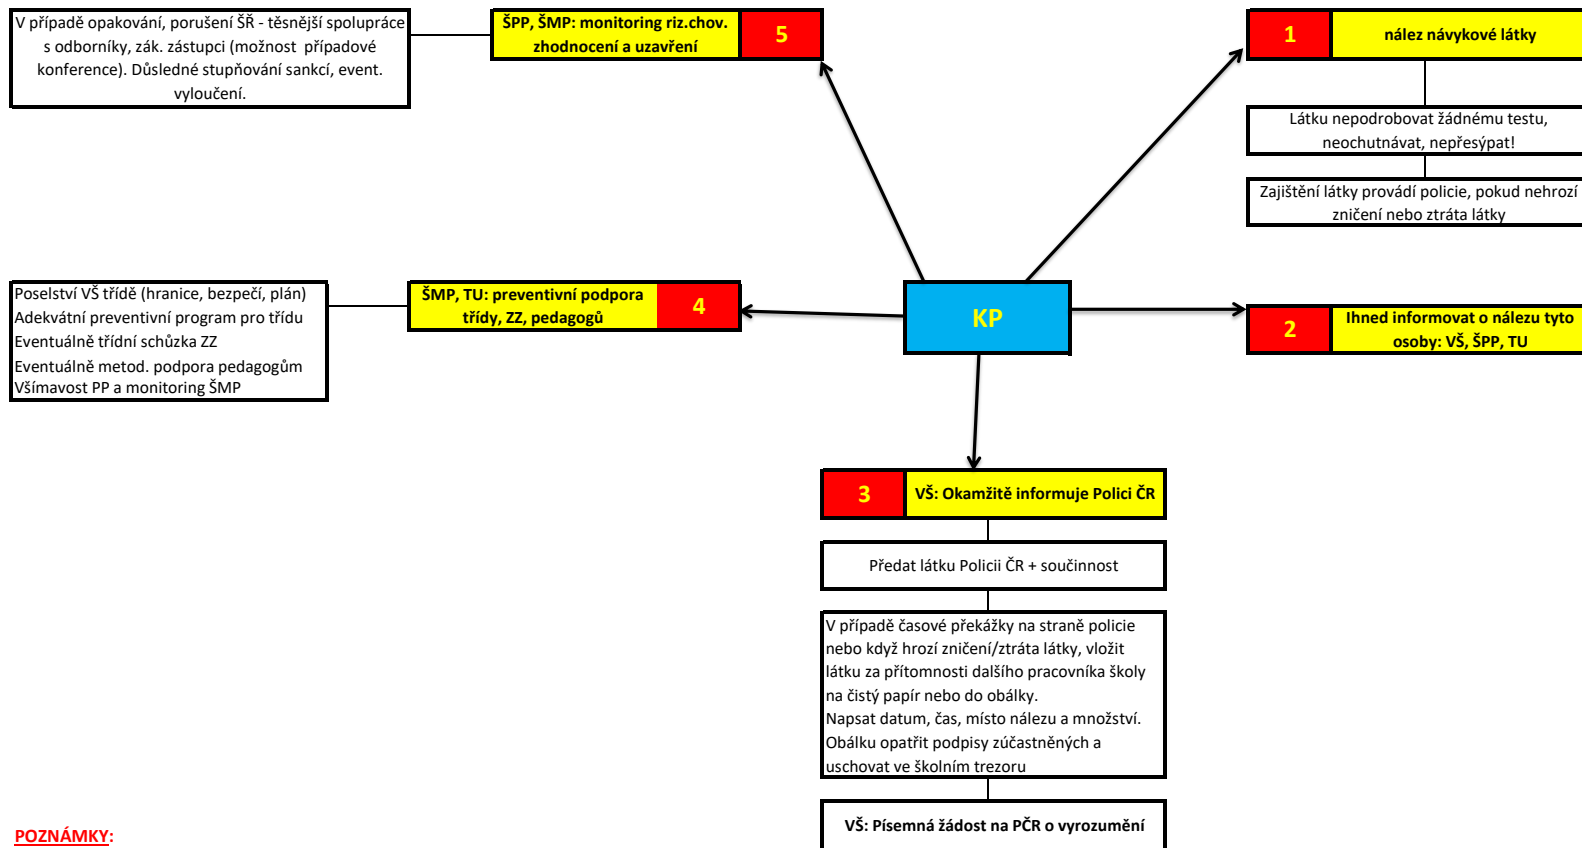 V případě opakování, porušení ŠŘ - těsnější spolupráce
s odborníky, zák. zástupci (možnost případové
konference). Důsledné stupňování sankcí, event.
vyloučení.
ŠPP, ŠMP: monitoring riz.chov.
zhodnocení a uzavření
5
1
nález návykové látky
Látku nepodrobovat žádnému testu,
neochutnávat, nepřesýpat!
Zajištění látky provádí policie, pokud nehrozí
zničení nebo ztráta látky
Poselství VŠ třídě (hranice, bezpečí, plán)
Adekvátní preventivní program pro třídu
Eventuálně třídní schůzka ZZ
Eventuálně metod. podpora pedagogům
Všímavost PP a monitoring ŠMP
ŠMP, TU: preventivní podpora
třídy, ZZ, pedagogů
4
KP
2
Ihned informovat o nálezu tyto
osoby: VŠ, ŠPP, TU
3
VŠ: Okamžitě informuje Polici ČR
Předat látku Policii ČR + součinnost
V případě časové překážky na straně policie
nebo když hrozí zničení/ztráta látky, vložit
látku za přítomnosti dalšího pracovníka školy
na čistý papír nebo do obálky.
Napsat datum, čas, místo nálezu a množství.
Obálku opatřit podpisy zúčastněných a
uschovat ve školním trezoru
VŠ: Písemná žádost na PČR o vyrozumění
POZNÁMKY: